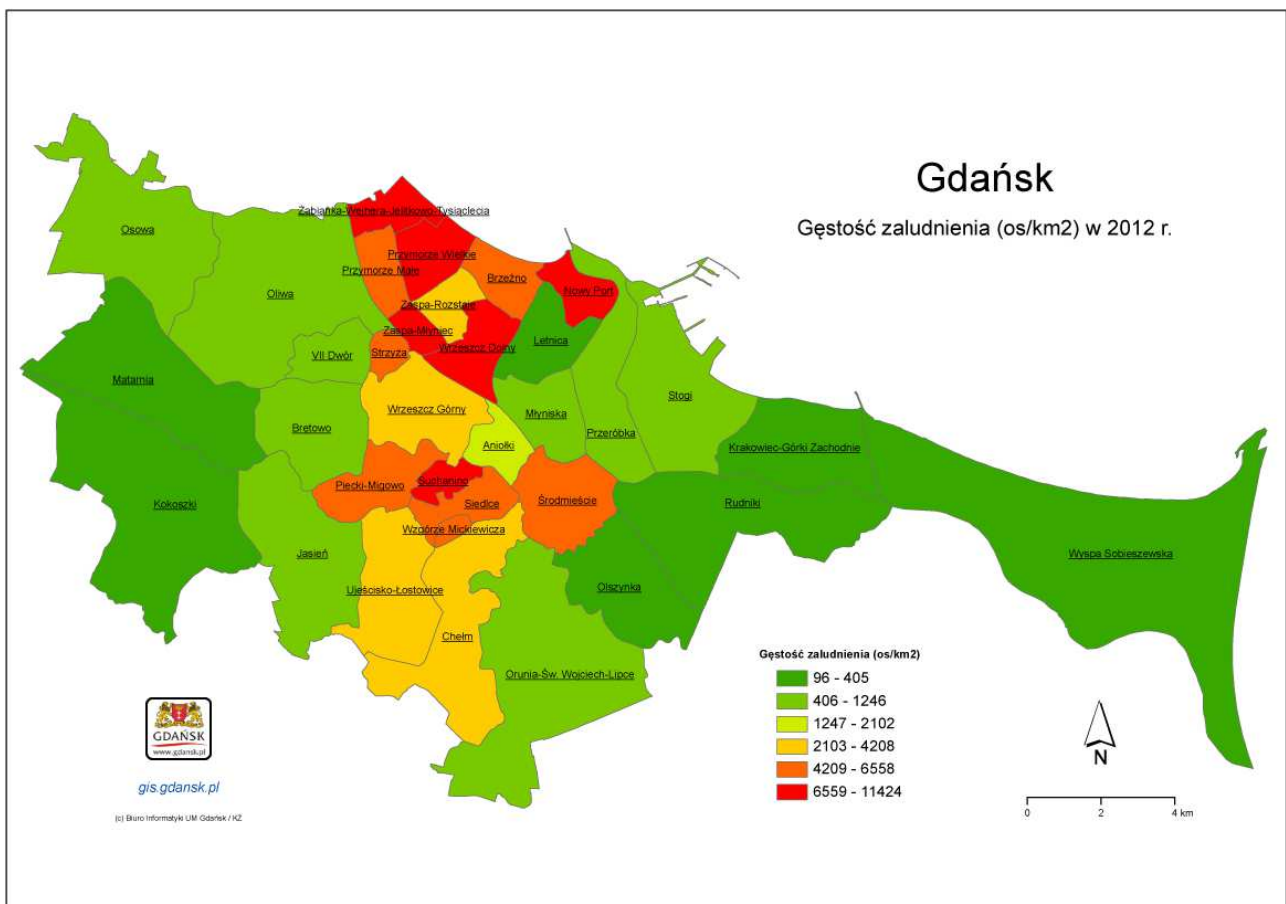 Gdańsk
Gęstość zaludnienia (os/km2) w 2012 r.
Żabianka-Wejhera-Jelitkowo-Tysiąclecia
Osowa
Przymorze Wielkie
Przymorze Małe
Brzeźno
Nowy Port
Oliwa
Zaspa-Rozstaje
Zaspa-Młyniec
Wrzeszcz Dolny
Letnica
VII Dwór
Strzyża
Matarnia
Stogi
Wrzeszcz Górny
Młyniska
Brętowo
Przeróbka
Aniołki
Krakowiec-Górki Zachodnie
Piecki-Migowo
Suchanino
Kokoszki
Siedlce
Śródmieście
Rudniki
Wzgórze Mickiewicza
Jasień
Wyspa Sobieszewska
Ujeścisko-Łostowice
Olszynka
Chełm
Orunia-Św. Wojciech-Lipce
Gęstość zaludnienia (os/km2)
96 - 405
406 - 1246
1247 - 2102
2103 - 4208
4209 - 6558
6559 - 11424
GDAŃSK
www.gdansk.pl
gis.gdansk.pl
(c) Biuro Informatyki UM Gdańsk / KŻ
N
0 2 4 km